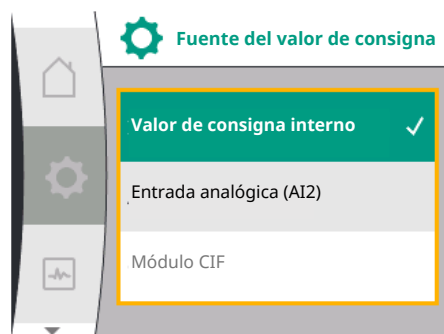 Fuente del valor de consigna
Valor de consigna interno
Entrada analógica (AI2)
Módulo CIF